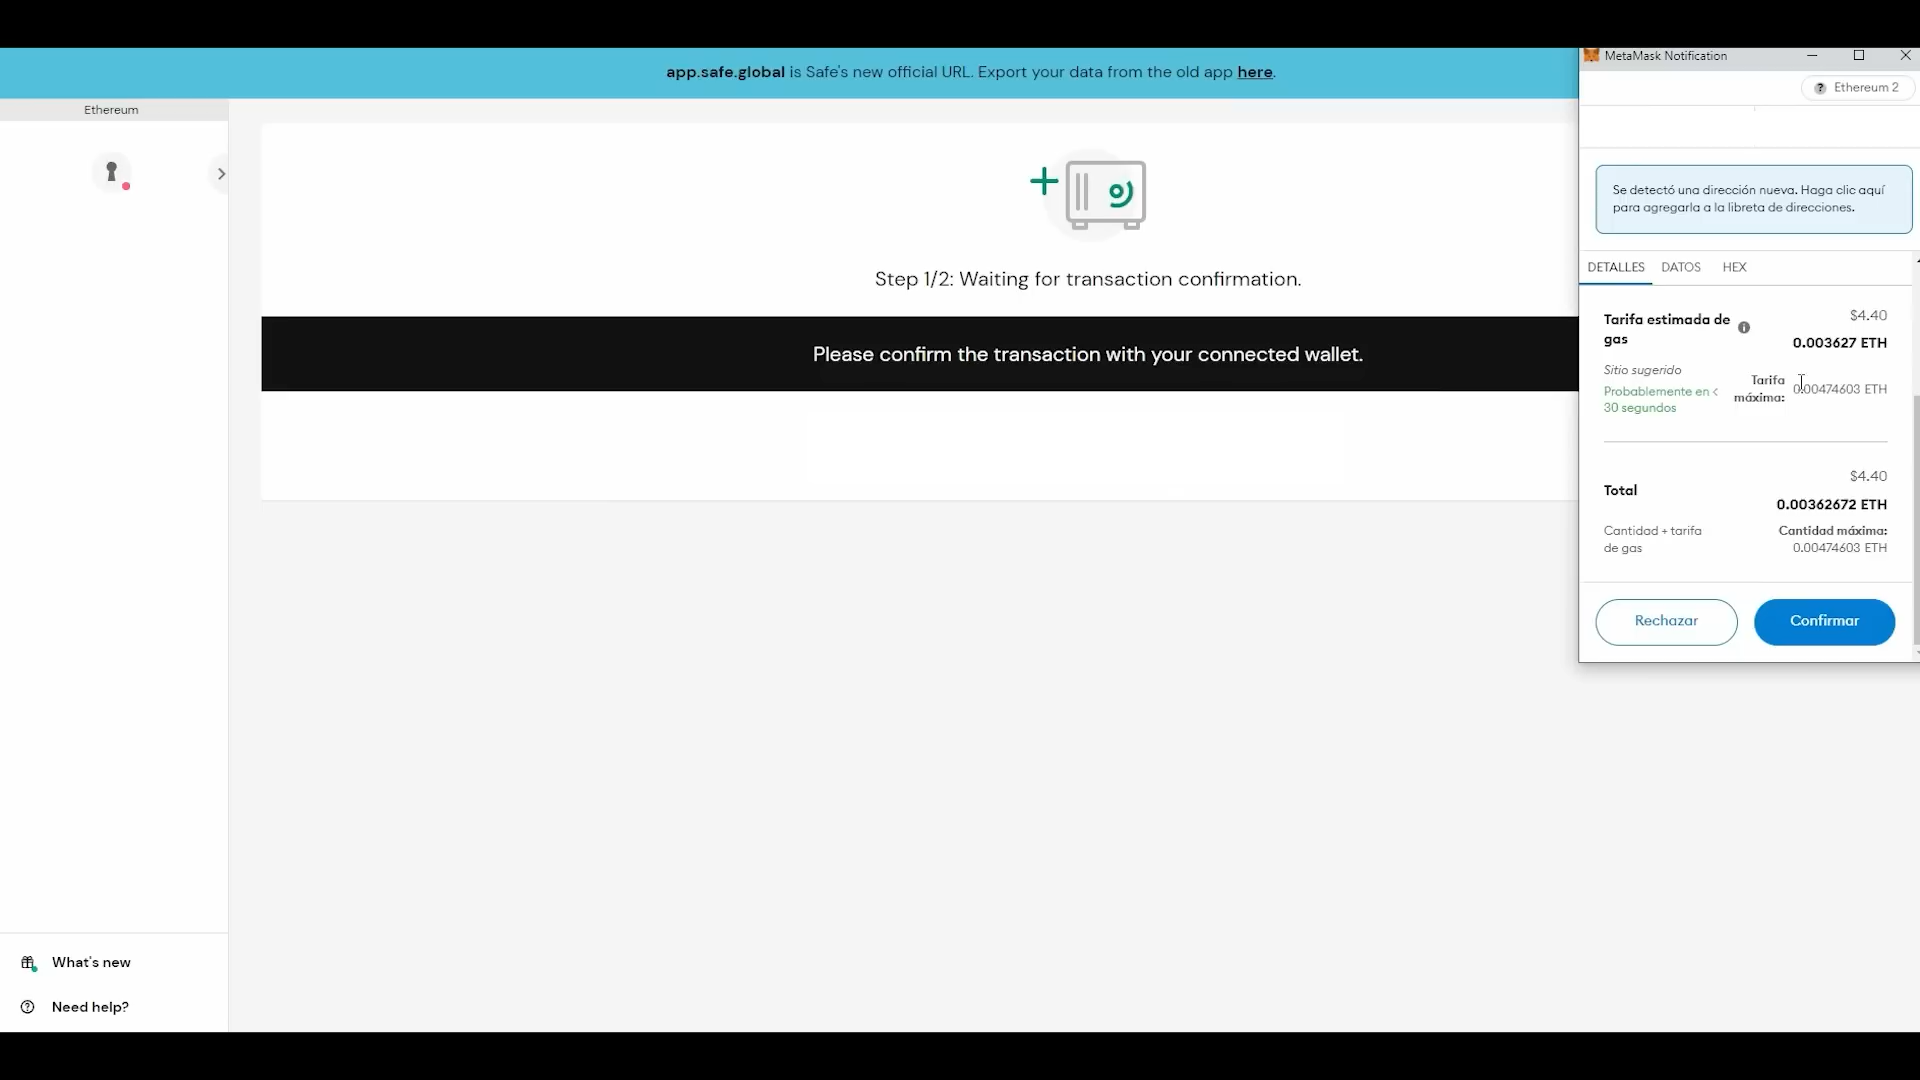 app.safe.global is Safe's new official URL. Export your data from the old app here.
Ethereum
Step 1/2: Waiting for transaction confirmation.
Please confirm the transaction with your connected wallet.
What's new
Need help?
MetaMask Notification
Ethereum 2
Se detectó una dirección nueva. Haga clic aquí
para agregarla a la libreta de direcciones.
DETALLES DATOS HEX
Tarifa estimada de
gas
$4.40
0.003627 ETH
Sitio sugerido
Probablemente en <
30 segundos
Tarifa
máxima:
0.00474603 ETH
Total
$4.40
0.00362672 ETH
Cantidad + tarifa
de gas
Cantidad máxima:
0.00474603 ETH
Rechazar
Confirmar